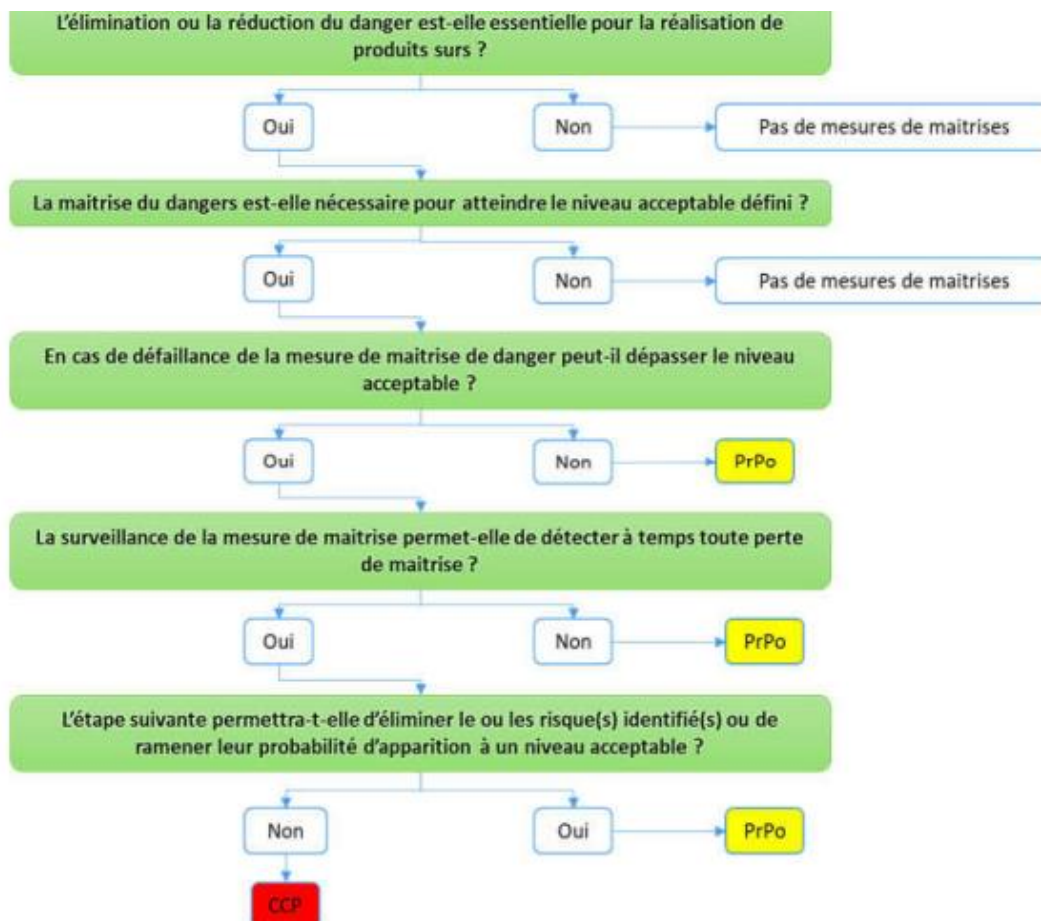 L'élimination ou la réduction du danger est-elle essentielle pour la réalisation de
produits surs ?
Oui
Non
Pas de mesures de maitrises
La maitrise du dangers est-elle nécessaire pour atteindre le niveau acceptable défini ?
Oui
Non
Pas de mesures de maitrises
En cas de défaillance de la mesure de maitrise de danger peut-il dépasser le niveau
acceptable ?
Oui
Non
PrPo
La surveillance de la mesure de maitrise permet-elle de détecter à temps toute perte
de maitrise ?
Oui
Non
PrPo
L'étape suivante permettra-t-elle d'éliminer le ou les risque(s) identifié(s) ou de
ramener leur probabilité d'apparition à un niveau acceptable ?
Non
Oui
PrPo
CCP